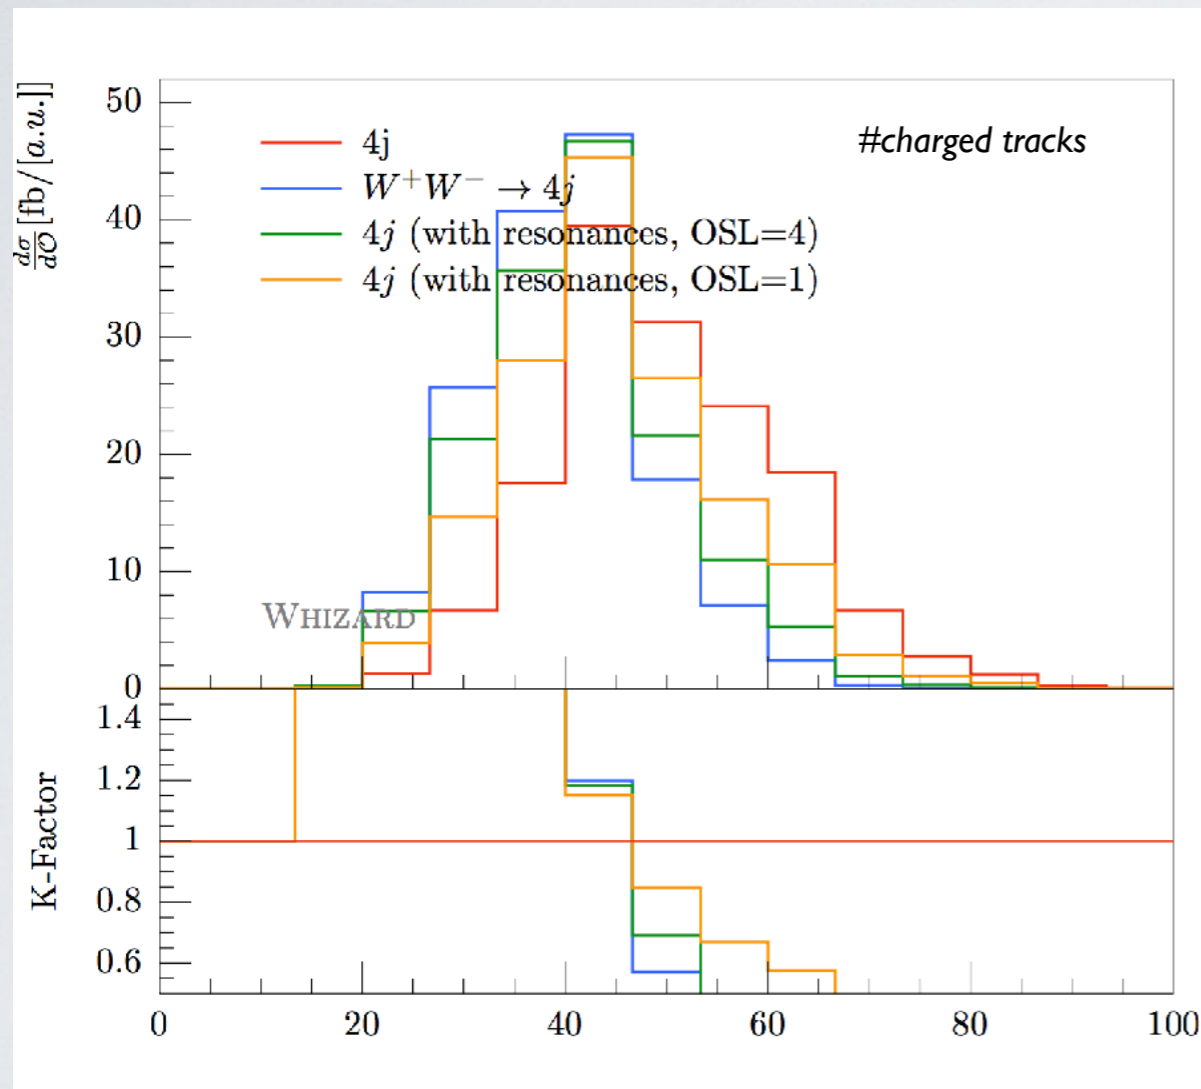 50
#charged tracks
4j
W⁺W⁻ → 4j
dσ/dO [fb/[a.u.]]
40
4j (with resonances, OSL=4)
4j (with resonances, OSL=1)
30
20
10
WHIZARD
0
1.4
1.2
K-Factor
1
0.8
0.6
0 20 40 60 80 100